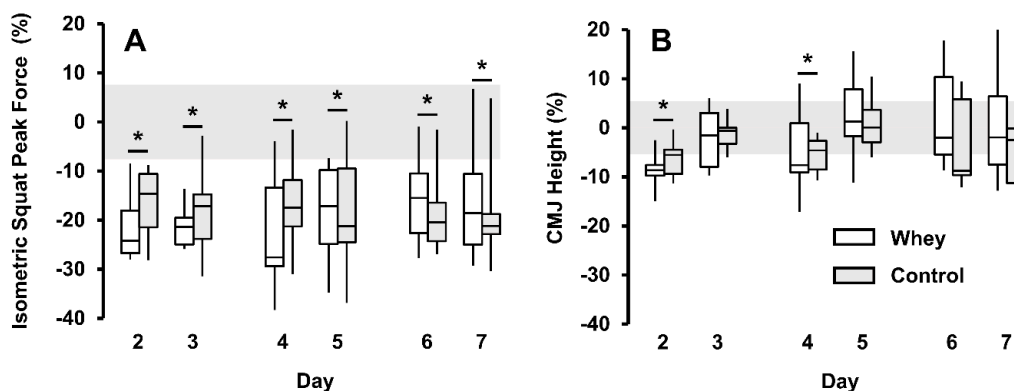 A
Isometric Squat Peak Force (%)
20
10
0
-10
-20
-30
-40
* * * * * *
2 3 4 5 6 7
Day
B
CMJ Height (%)
20
10
0
-10
-20
-30
-40
* *
Whey
Control
2 3 4 5 6 7
Day